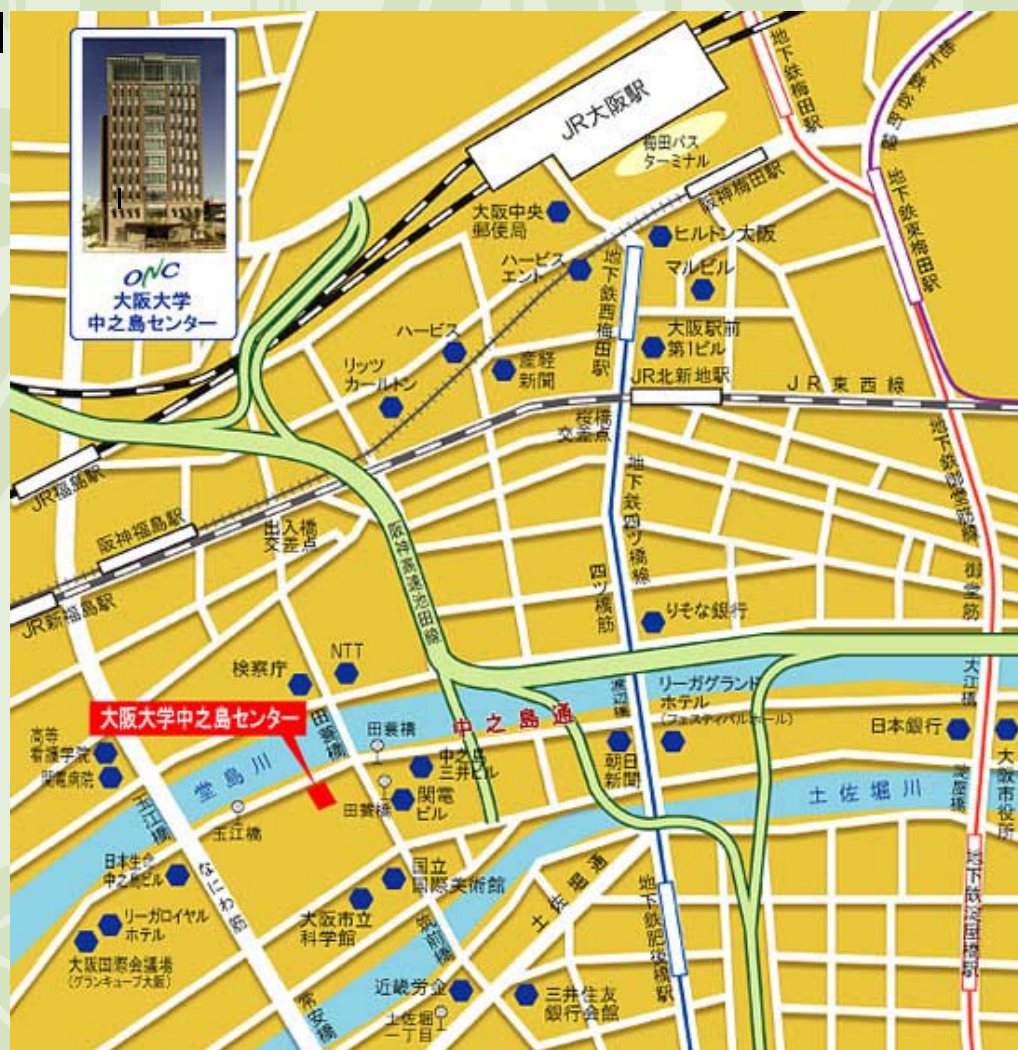 ONC
大阪大学
中之島センター
JR大阪駅
地下鉄梅田駅
地下鉄谷町線
梅田バス
ターミナル
阪神梅田駅
地下鉄東梅田駅
大阪中央
郵便局
ヒルトン大阪
ハービス
エント
マルビル
地下鉄西梅田駅
ハービス
大阪駅前
第1ビル
リッツ
カールトン
産経
新聞
JR北新地駅
JR東西線
桜橋
交差点
JR福島駅
阪神福島駅
出入橋
交差点
阪神高速池田線
地下鉄四ツ橋線
地下鉄御堂筋線
御堂筋
JR新福島駅
四ツ橋筋
りそな銀行
NTT
検察庁
大阪大学中之島センター
田蓑橋
田蓑橋
中之島通
渡辺橋
リーガグランド
ホテル
(フェスティバルホール)
大江橋
日本銀行
高等
看護学院
関電病院
堂島川
中之島
三井ビル
朝日
新聞
淀屋橋
大阪市役所
玉江橋
玉江橋
田蓑橋
関電
ビル
土佐堀川
日本生命
中之島ビル
なにわ筋
国立
国際美術館
土佐堀通
地下鉄肥後橋駅
地下鉄淀屋橋駅
リーガロイヤル
ホテル
大阪市立
科学館
筑前橋
大阪国際会議場
(グランキューブ大阪)
常安橋
近畿労金
三井住友
銀行会館
土佐堀
一丁目